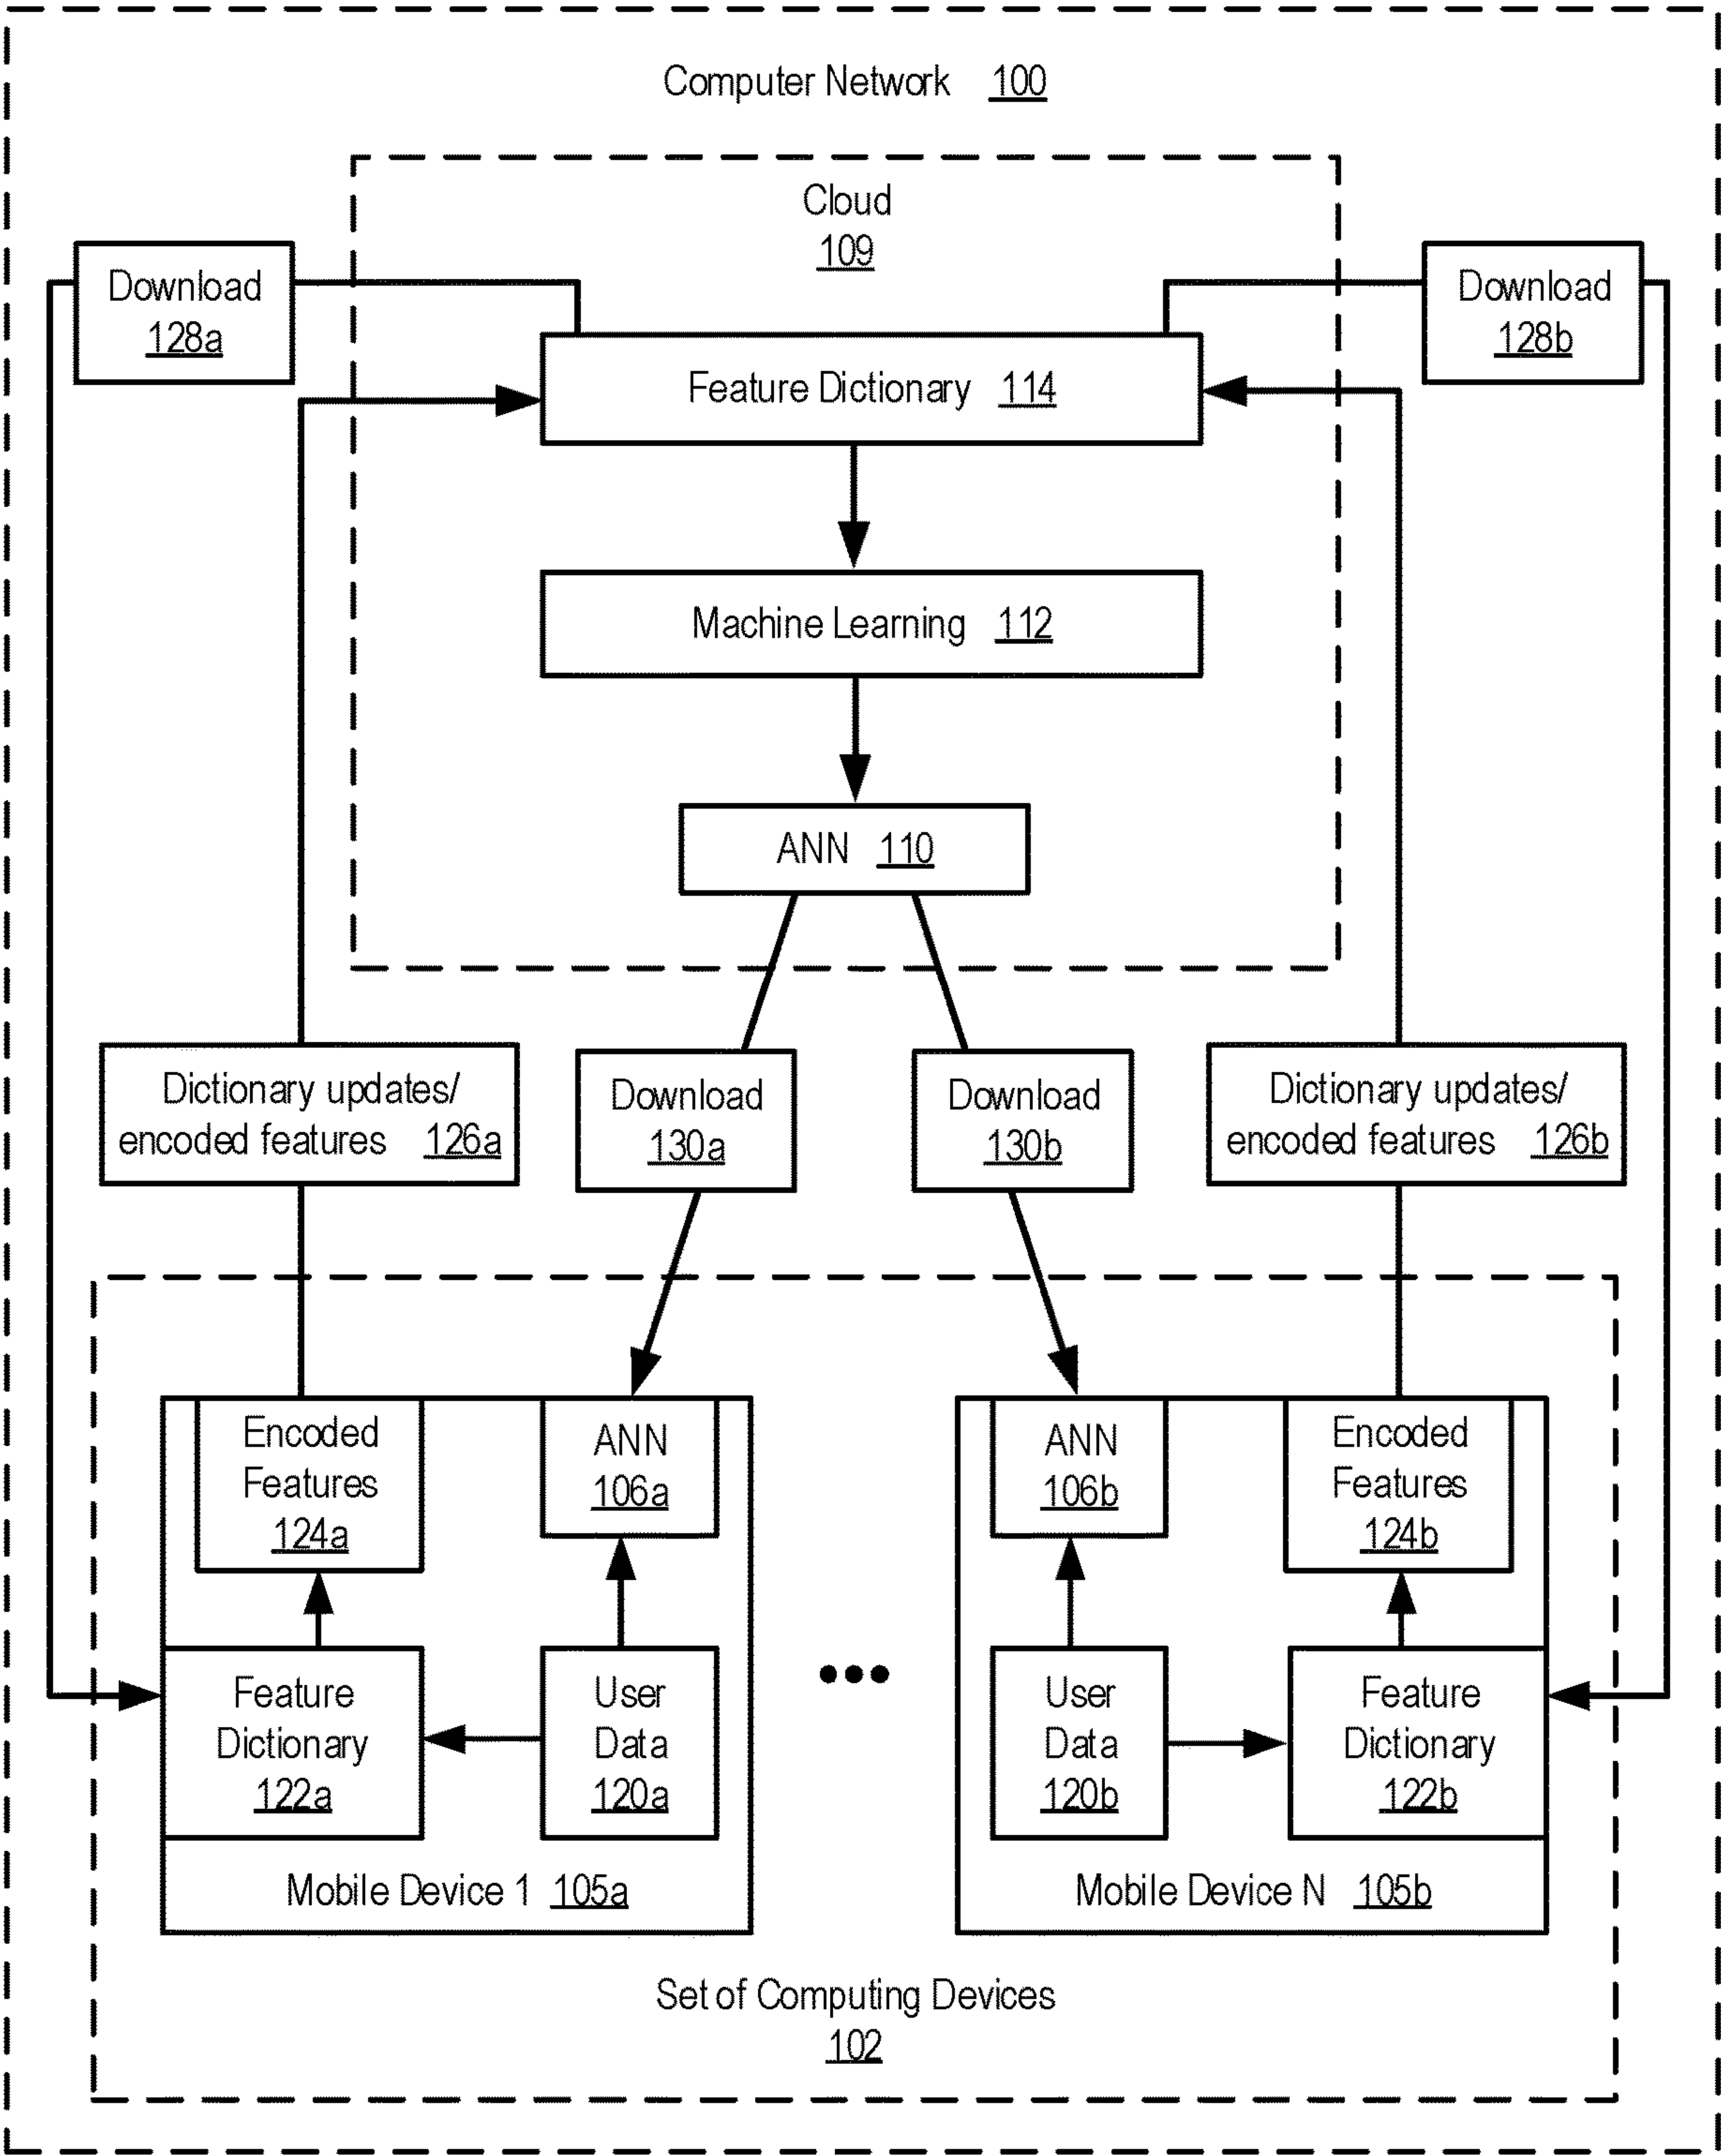 Computer Network 100
Cloud
109
Download
128a
Download
128b
Feature Dictionary 114
Machine Learning 112
ANN 110
Dictionary updates/
encoded features 126a
Download
130a
Download
130b
Dictionary updates/
encoded features 126b
Encoded
Features
124a
ANN
106a
ANN
106b
Encoded
Features
124b
Feature
Dictionary
122a
User
Data
120a
User
Data
120b
Feature
Dictionary
122b
Mobile Device 1 105a
Mobile Device N 105b
Set of Computing Devices
102